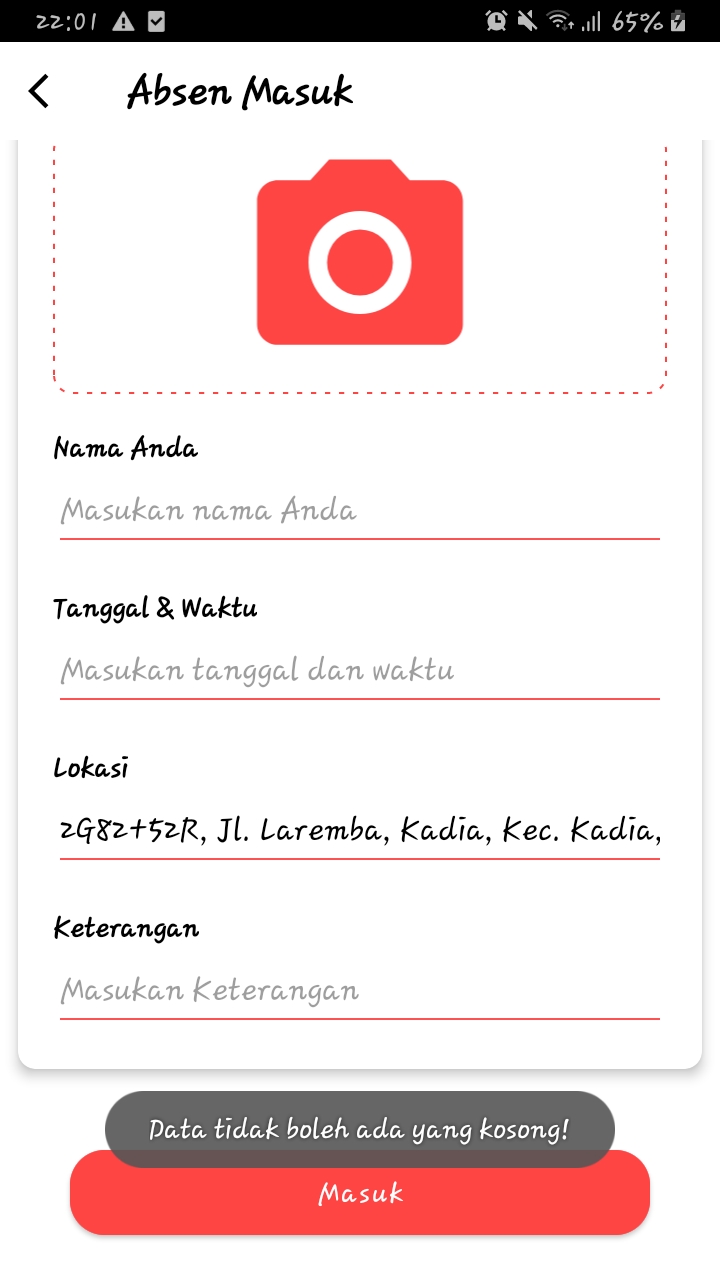 22:01
65%
Absen Masuk
Nama Anda
Masukan nama Anda
Tanggal & Waktu
Masukan tanggal dan waktu
Lokasi
2G82+52R, Jl. Laremba, Kadia, Kec. Kadia,
Keterangan
Masukan Keterangan
Data tidak boleh ada yang kosong!
Masuk